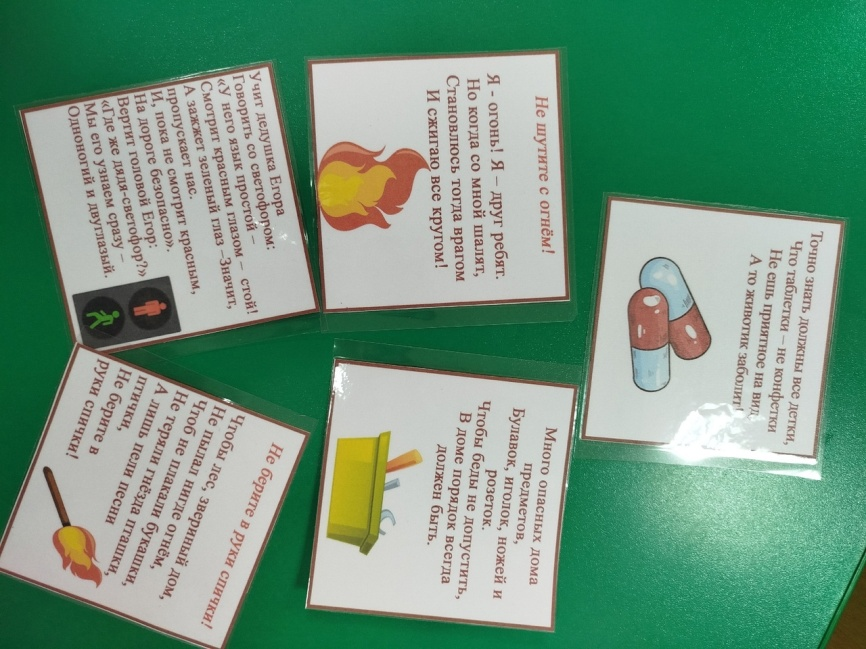 Учит дедушка Егора
Говорить со светофором:
«У него язык простой –
Смотрит красным глазом – стой!
А зажжет зеленый глаз –Значит,
пропускает нас.
И, пока не смотрит красным,
На дороге безопасно».
Вертит головой Егор:
«Где же дядя-светофор?»
Мы его узнаем сразу –
Одноногий и двуглазый.
Не шутите с огнём!
Я - огонь! Я – друг ребят.
Но когда со мной шалят,
Становлюсь тогда врагом
И сжигаю все кругом!
Точно знать должны все детки,
Что таблетки – не конфетки
Не ешь приятное на вид
А то животик заболит!
Не берите в руки спички!
Чтобы лес, звериный дом,
Не пылал нигде огнём,
Чтоб не плакали букашки,
Не теряли гнёзда пташки,
А лишь пели песни
птички,
Не берите в
руки спички!
Много опасных дома
предметов,
Булавок, иголок, ножей и
розеток.
Чтобы беды не допустить,
В доме порядок всегда
должен быть.